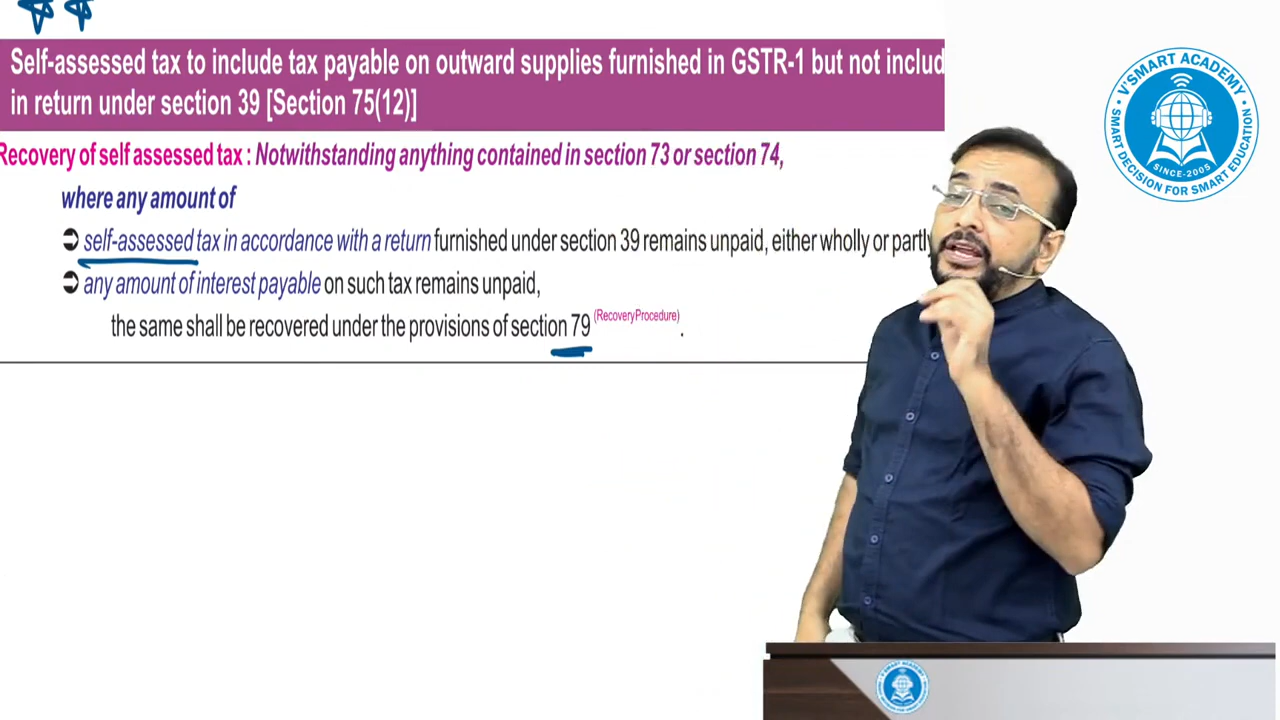 Self-assessed tax to include tax payable on outward supplies furnished in GSTR-1 but not includ
in return under section 39 [Section 75(12)]
Recovery of self assessed tax : Notwithstanding anything contained in section 73 or section 74,
where any amount of
➲ self-assessed tax in accordance with a return furnished under section 39 remains unpaid, either wholly or partly
➲ any amount of interest payable on such tax remains unpaid,
the same shall be recovered under the provisions of section 79 (RecoveryProcedure).
V'SMART ACADEMY
SINCE-2005
SMART DECISION FOR SMART EDUCATION